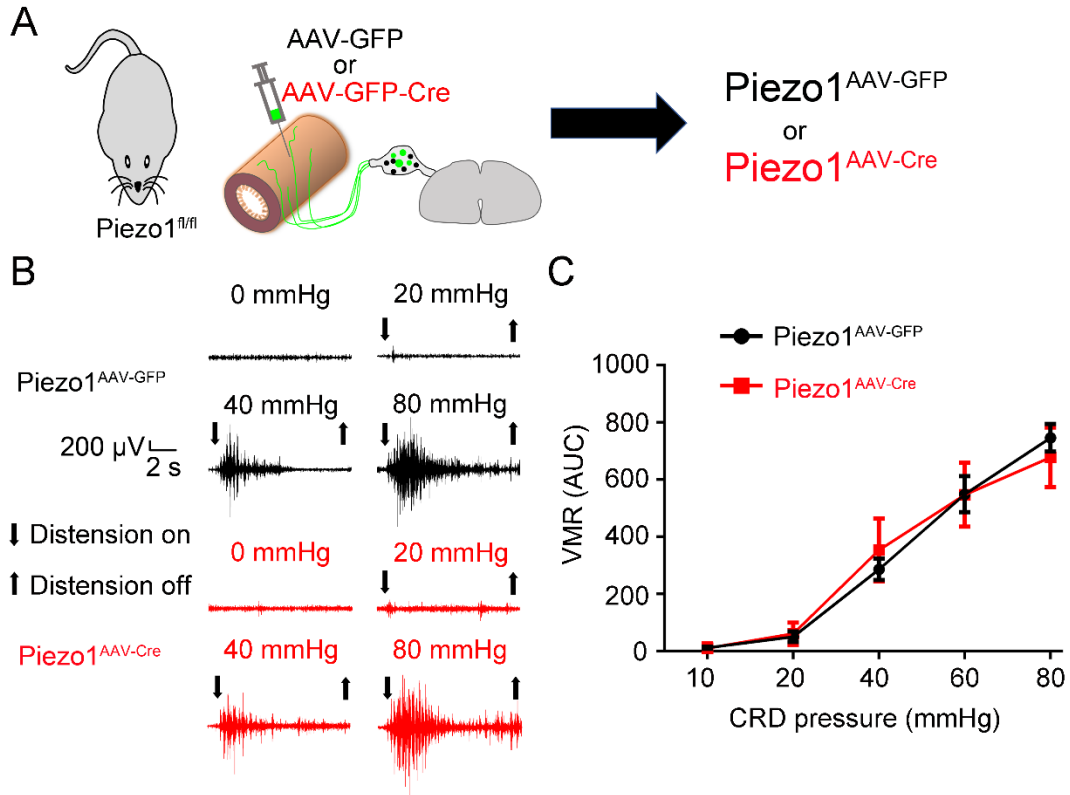 A
AAV-GFP
or
AAV-GFP-Cre
Piezo1fl/fl
Piezo1AAV-GFP
or
Piezo1AAV-Cre
B
0 mmHg
20 mmHg
Piezo1AAV-GFP
40 mmHg
80 mmHg
200 µV
2 s
Distension on
Distension off
0 mmHg
20 mmHg
Piezo1AAV-Cre
40 mmHg
80 mmHg
C
Piezo1AAV-GFP
Piezo1AAV-Cre
1000
800
600
400
200
0
VMR (AUC)
10 20 40 60 80
CRD pressure (mmHg)